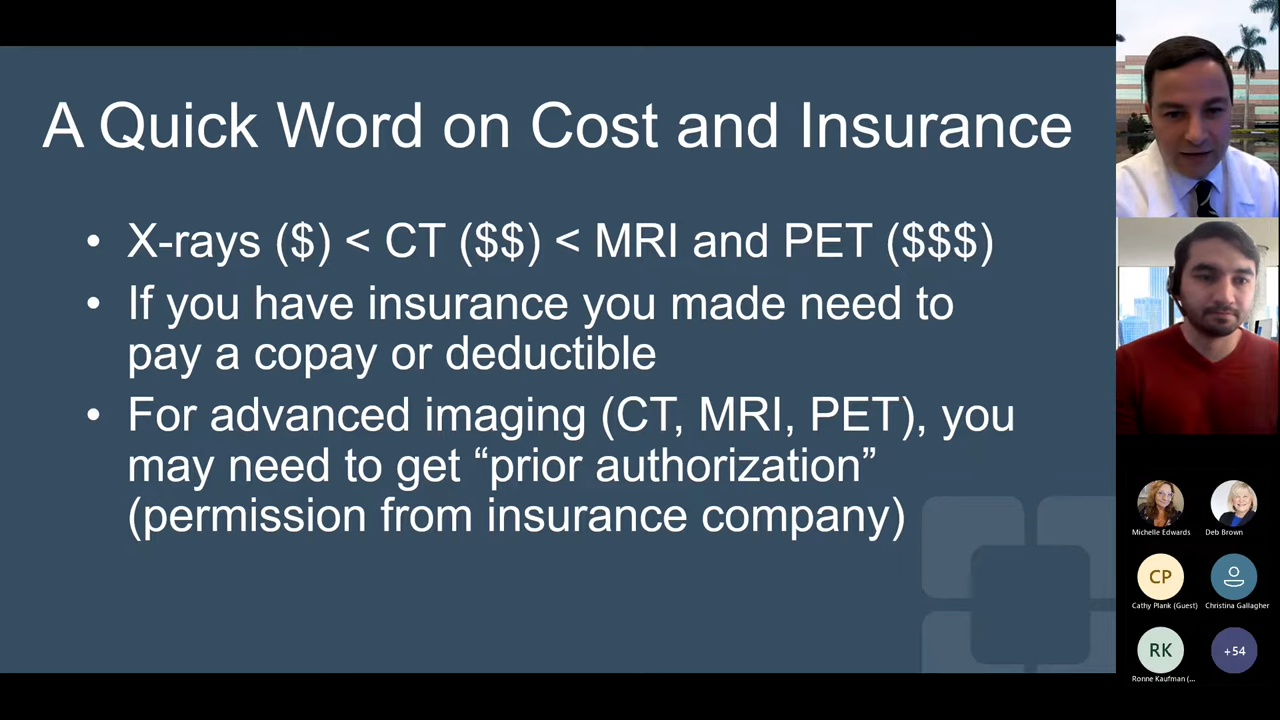 A Quick Word on Cost and Insurance
• X-rays ($) < CT ($$) < MRI and PET ($$$)
• If you have insurance you made need to
pay a copay or deductible
• For advanced imaging (CT, MRI, PET), you
may need to get “prior authorization”
(permission from insurance company)
Michelle Edwards
Deb Brown
CP
Cathy Plank (Guest)
Christina Gallagher
RK
Ronne Kaufman (...
+54